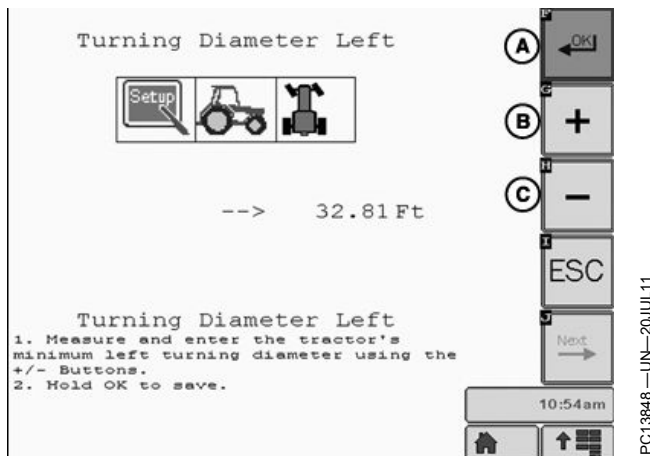 Turning Diameter Left
Setup
--> 32.81 Ft
Turning Diameter Left
1. Measure and enter the tractor's
minimum left turning diameter using the
+/- Buttons.
2. Hold OK to save.
A
F
OK
B
G
+
C
H
−
I
ESC
J
Next
10:54am
PC13848 —UN—20JUL11